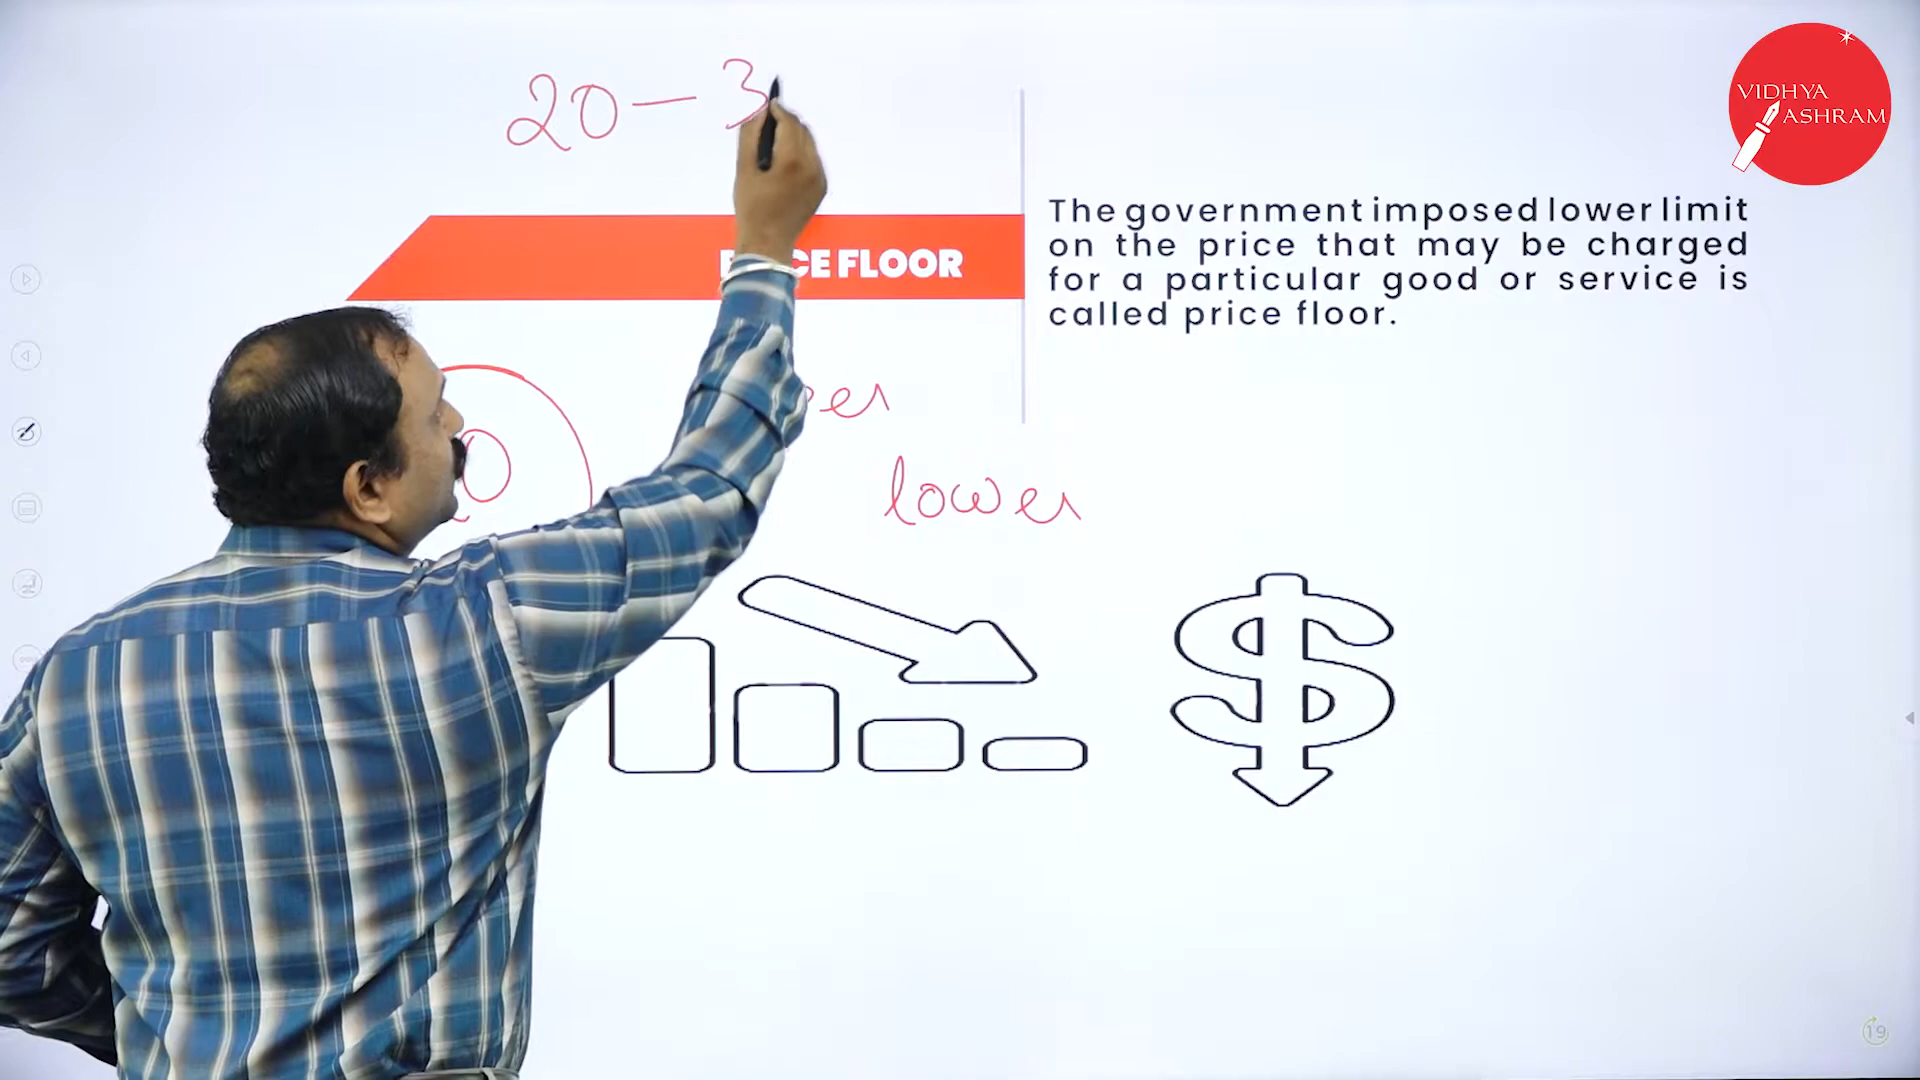 20 - 3
VIDHYA
ASHRAM
The government imposed lower limit
on the price that may be charged
for a particular good or service is
called price floor.
FLOOR
lower
19